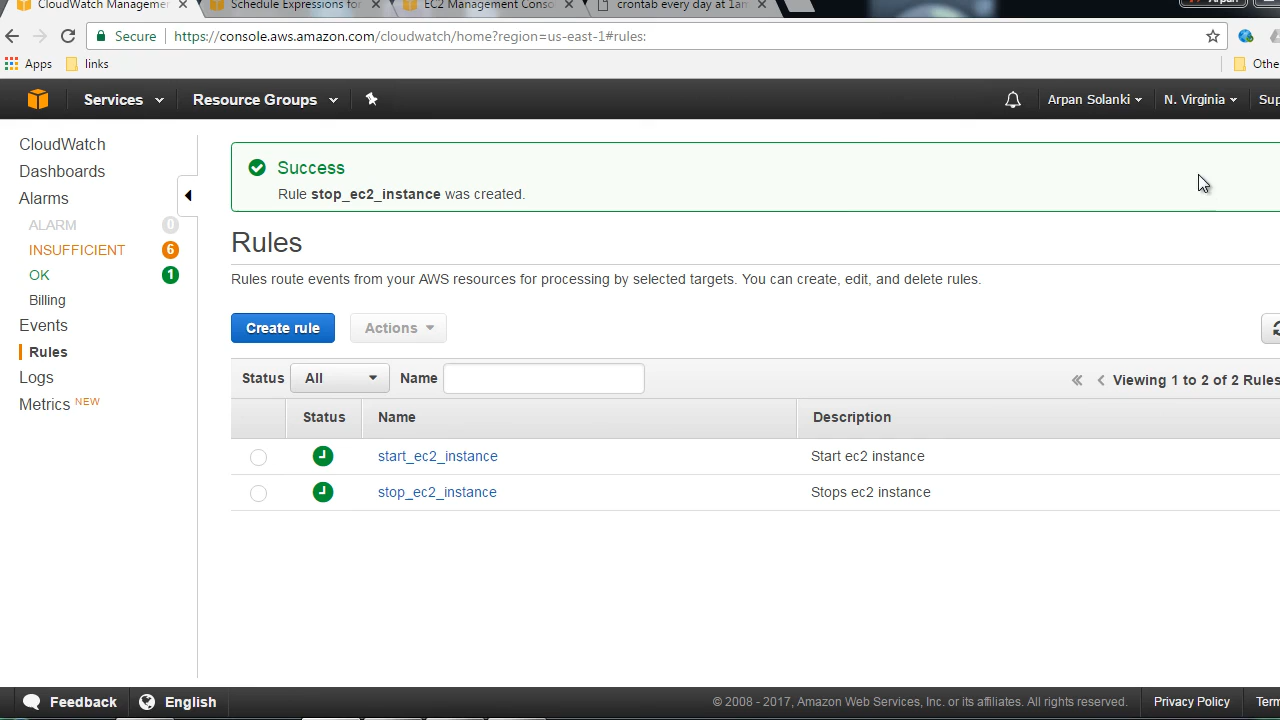 CloudWatch Managemen
Schedule Expressions for
EC2 Management Conso
crontab every day at 1am
Arpan
Secure
https://console.aws.amazon.com/cloudwatch/home?region=us-east-1#rules:
Apps
links
Othe
Services
Resource Groups
Arpan Solanki
N. Virginia
Sup
CloudWatch
Dashboards
Alarms
ALARM 0
INSUFFICIENT 6
OK 1
Billing
Events
Rules
Logs
Metrics NEW
Success
Rule stop_ec2_instance was created.
Rules
Rules route events from your AWS resources for processing by selected targets. You can create, edit, and delete rules.
Create rule
Actions
Status All Name
Viewing 1 to 2 of 2 Rules
Status Name Description
start_ec2_instance Start ec2 instance
stop_ec2_instance Stops ec2 instance
Feedback
English
© 2008 - 2017, Amazon Web Services, Inc. or its affiliates. All rights reserved.
Privacy Policy
Term